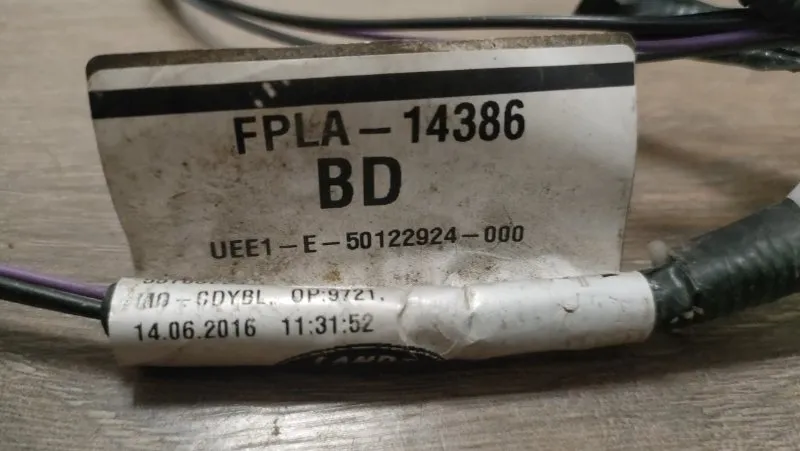 FPLA-14386
BD
UEE1-E-50122924-000
OP:9721,
14.06.2016 11:31:52